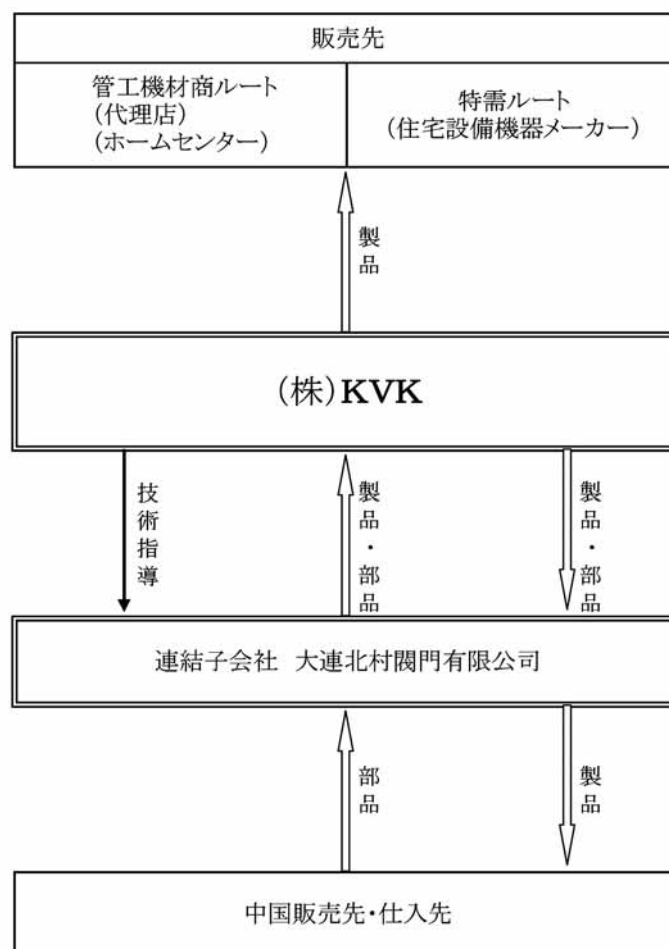 販売先
管工機材商ルート
(代理店)
(ホームセンター)
特需ルート
(住宅設備機器メーカー)
製品
(株)KVK
技術指導
製品・部品
製品・部品
連結子会社 大連北村閥門有限公司
部品
製品
中国販売先・仕入先